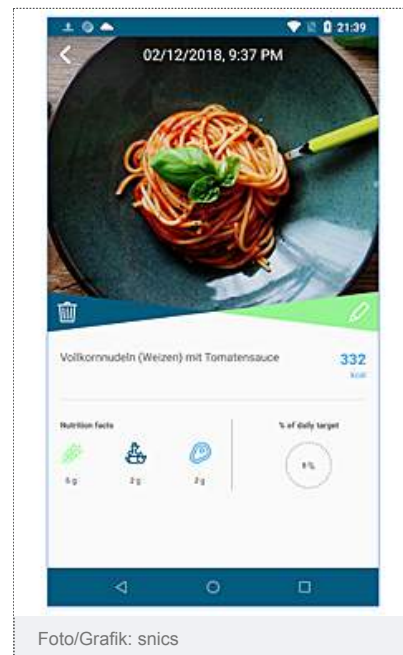 21:39
02/12/2018, 9:37 PM
Vollkornnudeln (Weizen) mit Tomatensauce
332
kcal
Nutrition facts
% of daily target
2 g
2 g
Foto/Grafik: snics